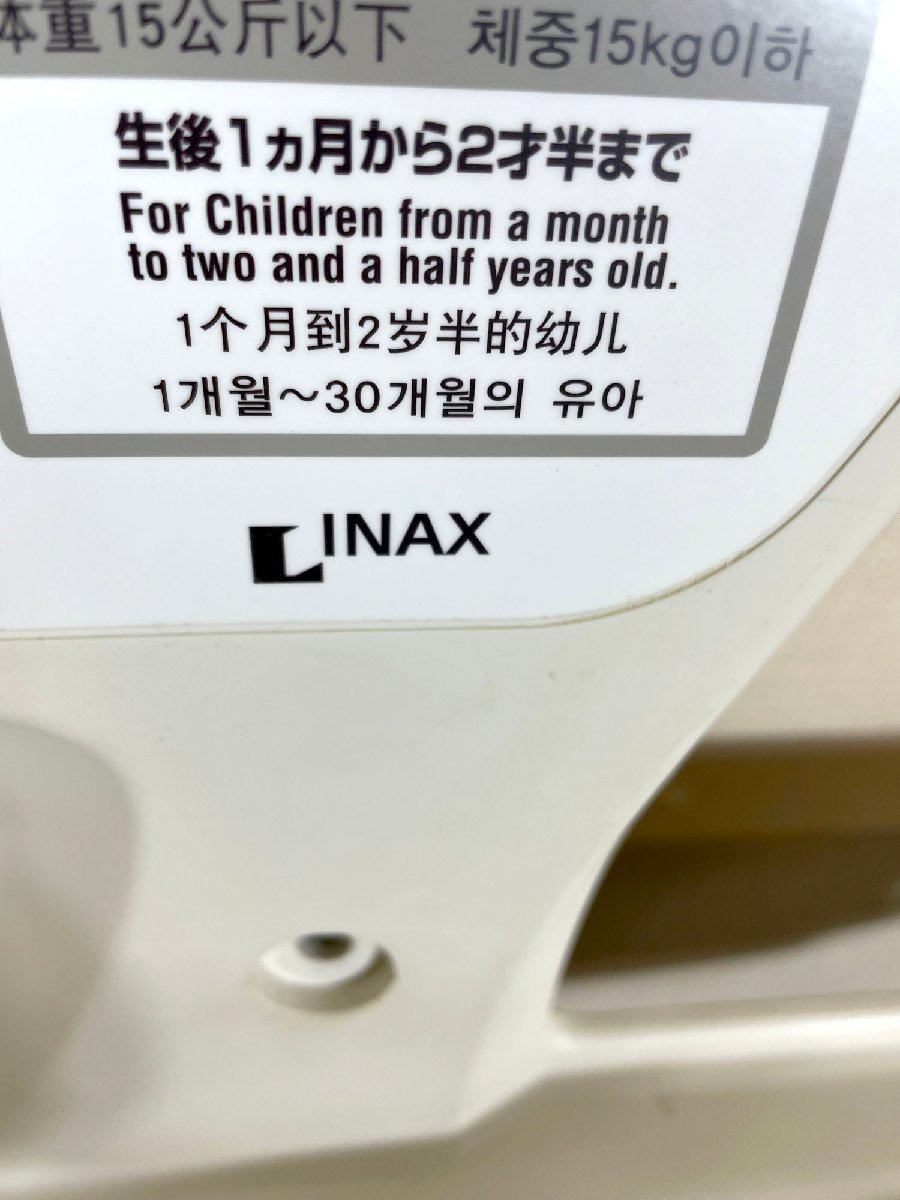 体重15公斤以下 체중15kg이하
生後1ヵ月から2才半まで
For Children from a month
to two and a half years old.
1个月到2岁半的幼儿
1개월～30개월의 유아
INAX